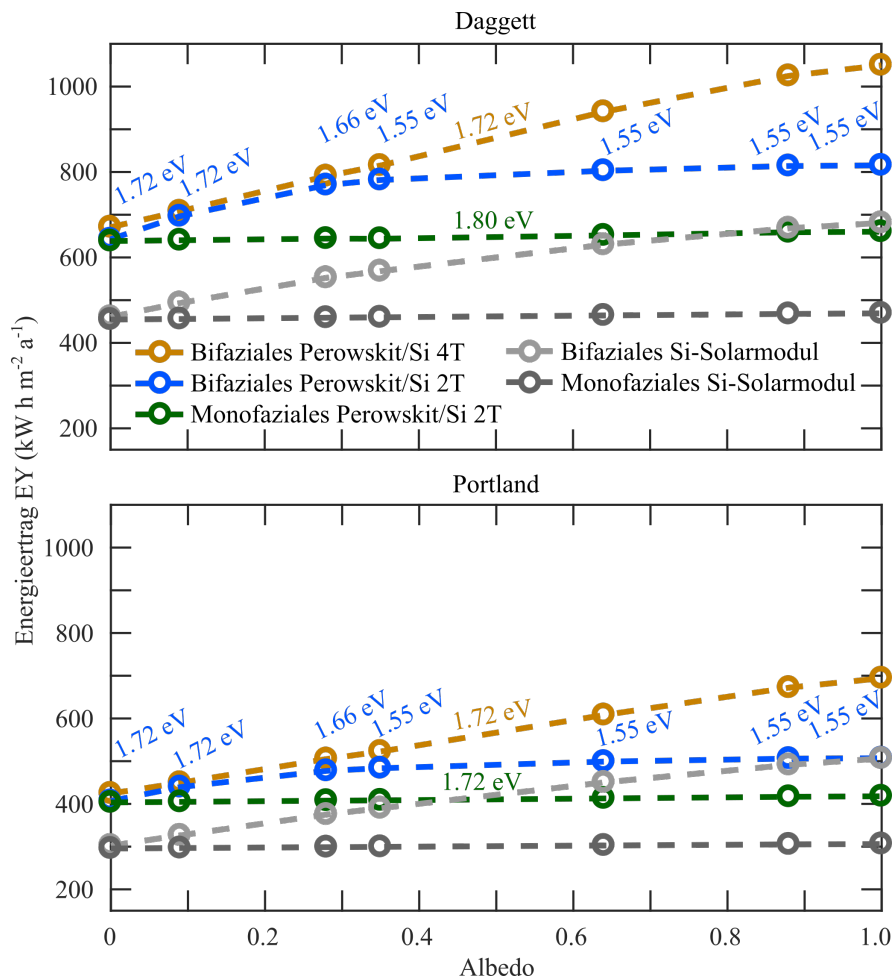 Daggett
1000
800
600
400
200
1.72 eV
1.72 eV
1.66 eV
1.55 eV
1.72 eV
1.55 eV
1.55 eV
1.55 eV
1.80 eV
Bifaziales Perowskit/Si 4T
Bifaziales Perowskit/Si 2T
Monofaziales Perowskit/Si 2T
Bifaziales Si-Solarmodul
Monofaziales Si-Solarmodul
Energieertrag EY (kW h m⁻² a⁻¹)
Portland
1000
800
600
400
200
1.72 eV
1.72 eV
1.66 eV
1.55 eV
1.72 eV
1.55 eV
1.55 eV
1.55 eV
1.72 eV
0 0.2 0.4 0.6 0.8 1.0
Albedo